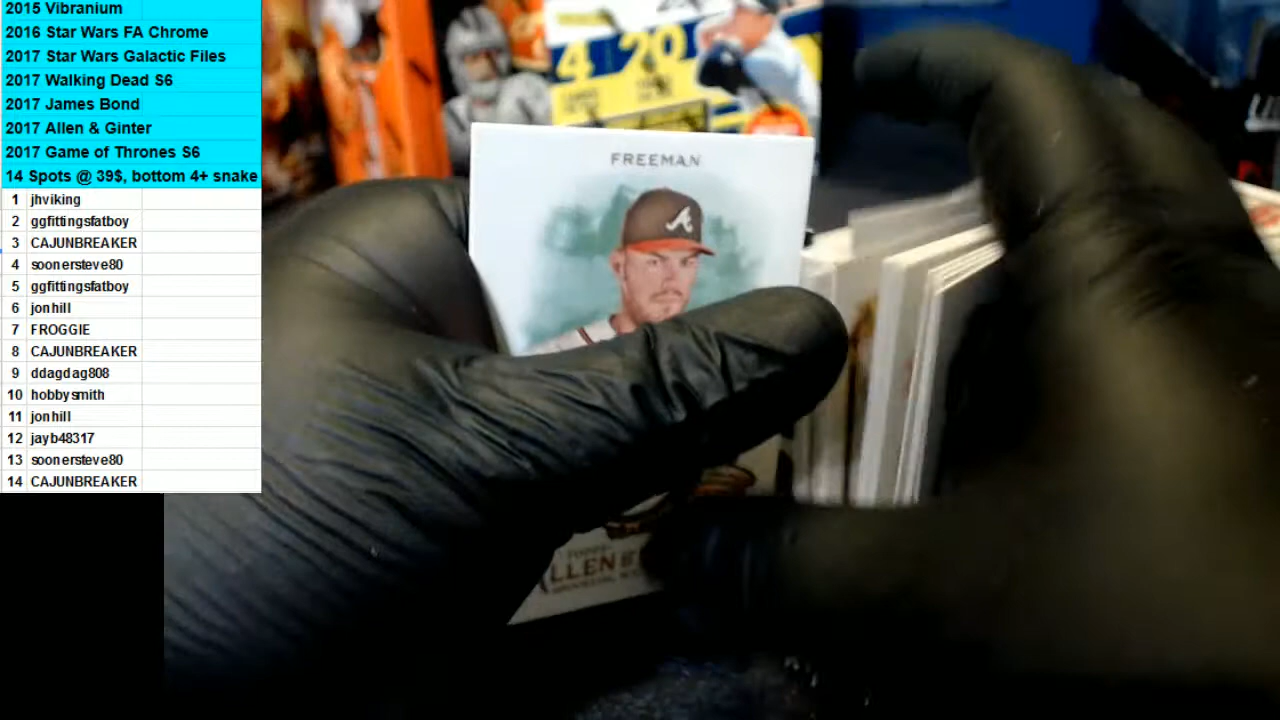 2015 Vibranium
2016 Star Wars FA Chrome
2017 Star Wars Galactic Files
2017 Walking Dead S6
2017 James Bond
2017 Allen & Ginter
2017 Game of Thrones S6
14 Spots @ 39$, bottom 4+ snake
1 jhviking
2 ggfittingsfatboy
3 CAJUNBREAKER
4 soonersteve80
5 ggfittingsfatboy
6 jonhill
7 FROGGIE
8 CAJUNBREAKER
9 ddagdag808
10 hobbysmith
11 jonhill
12 jayb48317
13 soonersteve80
14 CAJUNBREAKER
4 20
FREEMAN
A
LLEN